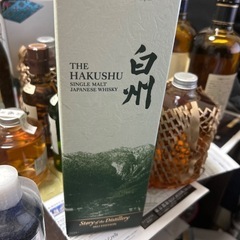 THE
HAKUSHU
SINGLE MALT
JAPANESE WHISKY
白州
Story of the Distillery